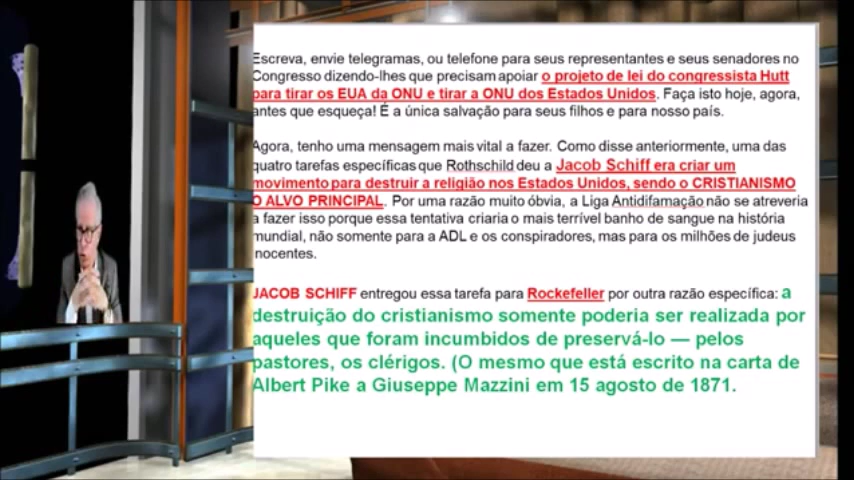 Escreva, envie telegramas, ou telefone para seus representantes e seus senadores no
Congresso dizendo-lhes que precisam apoiar o projeto de lei do congressista Hutt
para tirar os EUA da ONU e tirar a ONU dos Estados Unidos. Faça isto hoje, agora,
antes que esqueça! É a única salvação para seus filhos e para nosso país.
Agora, tenho uma mensagem mais vital a fazer. Como disse anteriormente, uma das
quatro tarefas específicas que Rothschild deu a Jacob Schiff era criar um
movimento para destruir a religião nos Estados Unidos, sendo o CRISTIANISMO
O ALVO PRINCIPAL. Por uma razão muito óbvia, a Liga Antidifamação não se atreveria
a fazer isso porque essa tentativa criaria o mais terrível banho de sangue na história
mundial, não somente para a ADL e os conspiradores, mas para os milhões de judeus
inocentes.
JACOB SCHIFF entregou essa tarefa para Rockefeller por outra razão específica: a
destruição do cristianismo somente poderia ser realizada por
aqueles que foram incumbidos de preservá-lo — pelos
pastores, os clérigos. (O mesmo que está escrito na carta de
Albert Pike a Giuseppe Mazzini em 15 agosto de 1871.